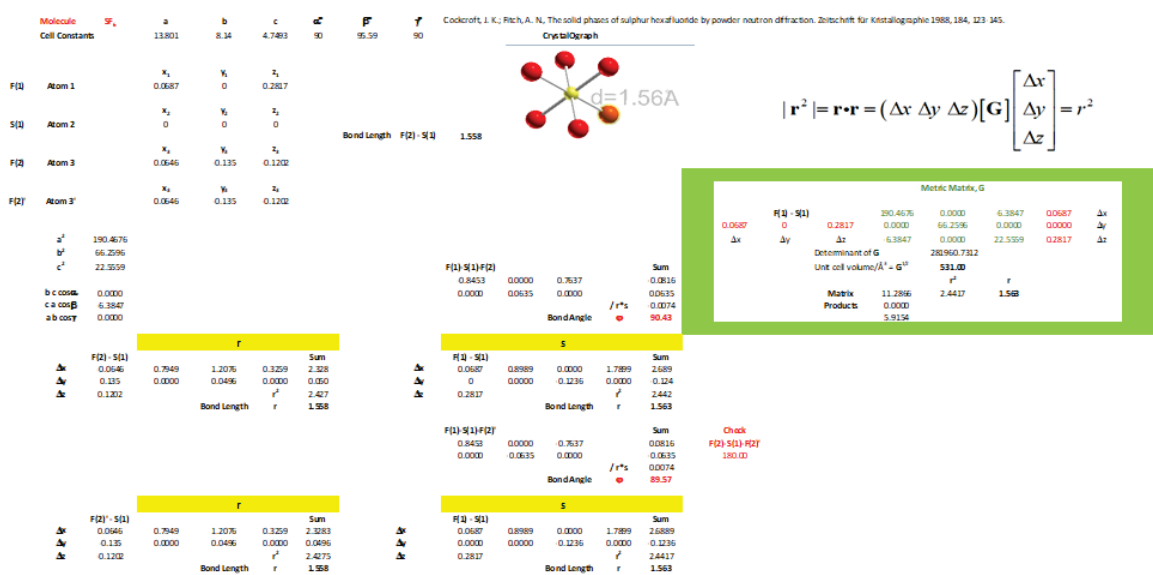 Molecule SF₆ a b c α β γ Cockcroft, J. K.; Fitch, A. N., The solid phases of sulphur hexafluoride by powder neutron diffraction. Zeitschrift für Kristallographie 1988, 184, 123-145.
Cell Constants 13.801 8.14 4.7493 90 95.59 90 CrystalOgraph
x₁ y₁ z₁
F(1) Atom 1 0.0687 0 0.2817
d=1.56Å
x₂ y₂ z₂
S(1) Atom 2 0 0 0
Bond Length F(2) - S(1) 1.558
|r²|= r•r = (Δx Δy Δz)[G] [Δx Δy Δz] = r²
x₃ y₃ z₃
F(2) Atom 3 0.0646 0.135 0.1202
x₃ y₃ z₃
F(2)' Atom 3' 0.0646 0.135 0.1202
Metric Matrix, G
F(1) - S(1) 190.4676 0.0000 6.3847 0.0687 Δx
0.0687 0 0.2817 0.0000 66.2596 0.0000 0.0000 Δy
Δx Δy Δz 6.3847 0.0000 22.5559 0.2817 Δz
Determinant of G 281960.7312
Unit cell volume/Å³ = G¹ᐟ² 531.00
r² r
Matrix 11.2866 2.4417 1.563
Products 0.0000
5.9154
a² 190.4676
b² 66.2596
c² 22.5559
b c cosα 0.0000
c a cosβ 6.3847
a b cosγ 0.0000
F(1)-S(1)-F(2) Sum
0.8453 0.0000 -0.7637 -0.0816
0.0000 0.0635 0.0000 0.0635
/ r*s -0.0074
Bond Angle φ 90.43
r s
F(2) - S(1) Sum
Δx 0.0646 0.7949 1.2076 0.3259 2.328
Δy 0.135 0.0000 0.0496 0.0000 0.050
Δz 0.1202 r² 2.427
Bond Length r 1.558
F(1) - S(1) Sum
Δx 0.0687 0.8989 0.0000 1.7899 2.689
Δy 0 0.0000 -0.1236 0.0000 -0.124
Δz 0.2817 r² 2.442
Bond Length r 1.563
F(1)-S(1)-F(2)' Sum Check
0.8453 0.0000 -0.7637 0.0816 F(2)-S(1)-F(2)'
0.0000 -0.0635 0.0000 -0.0635 180.00
/ r*s 0.0074
Bond Angle φ 89.57
r s
F(2)' - S(1) Sum
Δx 0.0646 0.7949 1.2076 0.3259 2.3283
Δy 0.135 0.0000 0.0496 0.0000 0.0496
Δz 0.1202 r² 2.4275
Bond Length r 1.558
F(1) - S(1) Sum
Δx 0.0687 0.8989 0.0000 1.7899 2.6889
Δy 0.0000 0.0000 -0.1236 0.0000 -0.1236
Δz 0.2817 r² 2.4417
Bond Length r 1.563